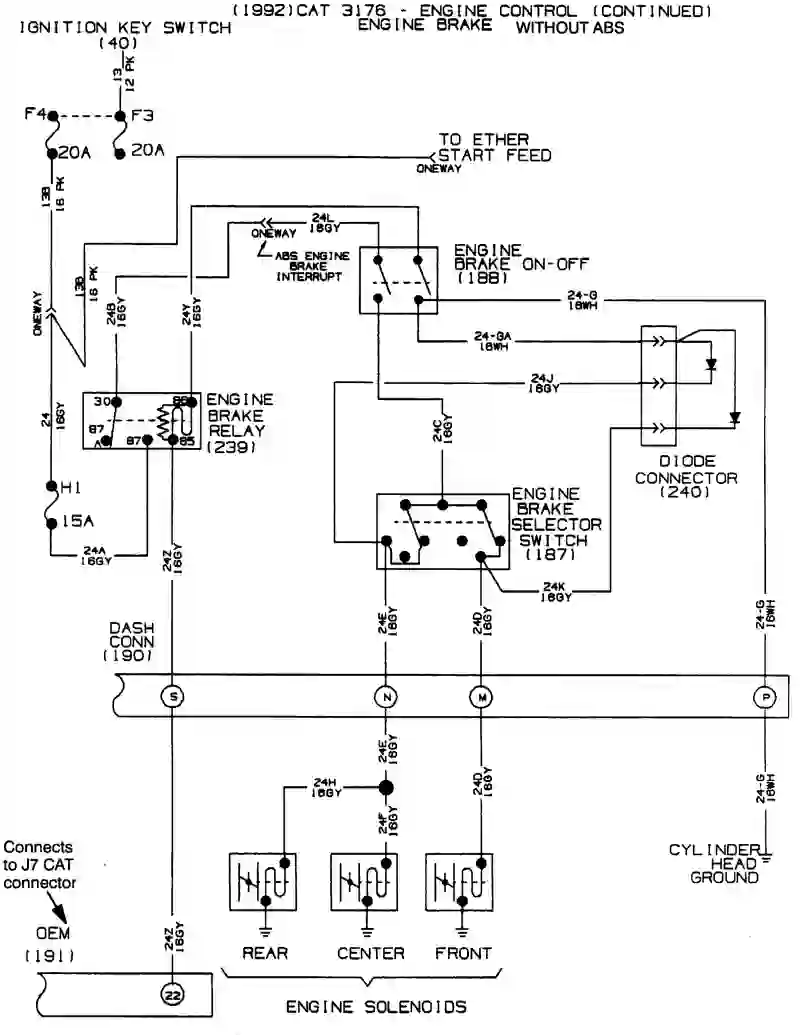 (1992)CAT 3176 - ENGINE CONTROL (CONTINUED)
ENGINE BRAKE WITHOUT ABS
IGNITION KEY SWITCH
(40)
13
12 PK
F4
F3
20A
20A
TO ETHER
START FEED
ONEWAY
13B
16 PK
13B
16 PK
24L
16GY
ONEWAY
ABS ENGINE
BRAKE
INTERRUPT
ENGINE
BRAKE ON-OFF
(188)
24-G
16WH
24B
16GY
24Y
16GY
ONEWAY
24-GA
16WH
24J
16GY
30
86
87
A
87
85
ENGINE
BRAKE
RELAY
(239)
24
16GY
24C
16GY
DIODE
CONNECTOR
(240)
H1
15A
ENGINE
BRAKE
SELECTOR
SWITCH
(187)
24A
16GY
24Z
16GY
24K
16GY
24E
16GY
24D
16GY
24-G
16WH
DASH
CONN
(190)
S
N
M
P
24E
16GY
24D
16GY
24-G
16WH
24H
16GY
24F
16GY
Connects
to J7 CAT
connector
CYLINDER
HEAD
GROUND
OEM
(191)
24Z
16GY
REAR
CENTER
FRONT
22
ENGINE SOLENOIDS